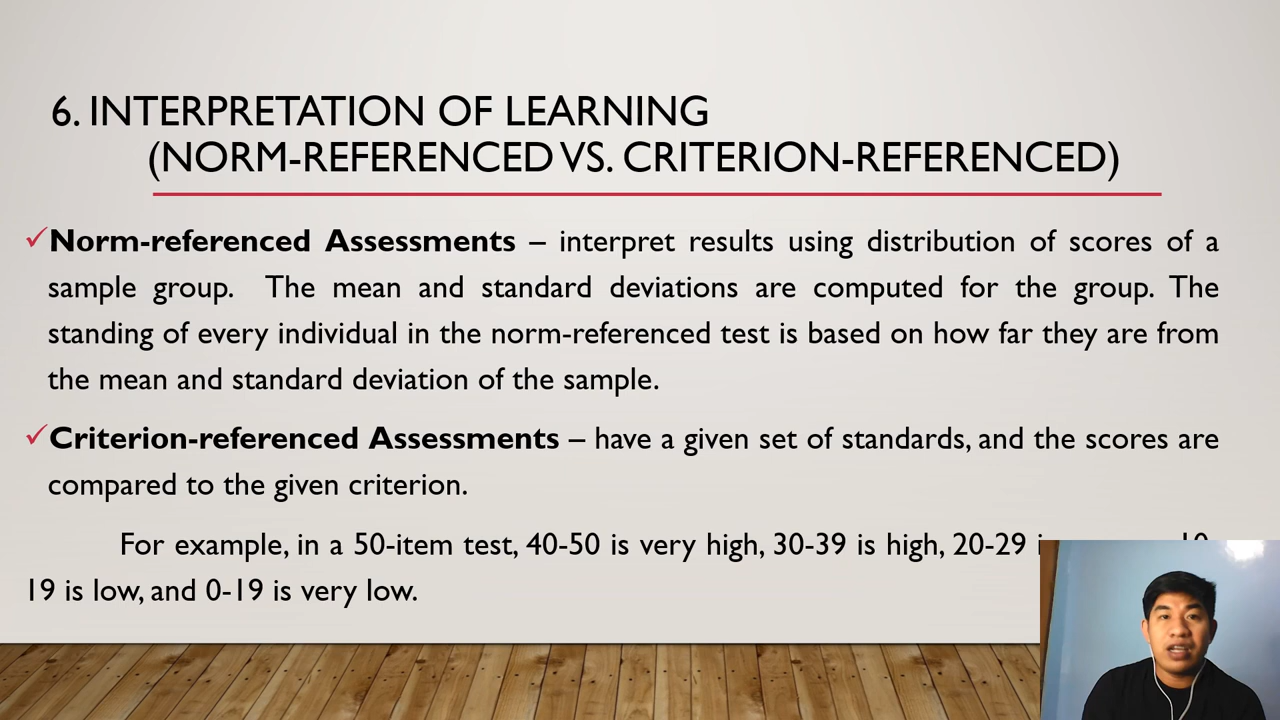 6. INTERPRETATION OF LEARNING
(NORM-REFERENCED VS. CRITERION-REFERENCED)
Norm-referenced Assessments – interpret results using distribution of scores of a
sample group. The mean and standard deviations are computed for the group. The
standing of every individual in the norm-referenced test is based on how far they are from
the mean and standard deviation of the sample.
Criterion-referenced Assessments – have a given set of standards, and the scores are
compared to the given criterion.
For example, in a 50-item test, 40-50 is very high, 30-39 is high, 20-29 10-
19 is low, and 0-19 is very low.